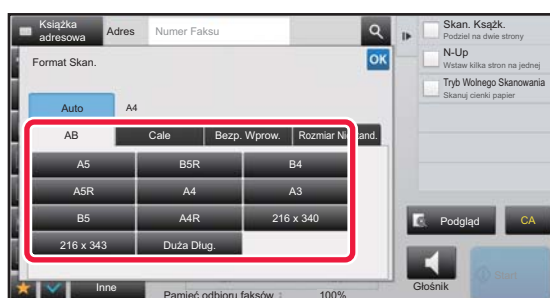 Książka
adresowa
Adres
Numer Faksu
Skan. Książk.
Podziel na dwie strony
N-Up
Wstaw kilka stron na jednej
Tryb Wolnego Skanowania
Skanuj cienki papier
Format Skan.
OK
Auto
A4
AB
Cale
Bezp. Wprow.
Rozmiar
A5
B5R
B4
A5R
A4
A3
B5
A4R
216 x 340
216 x 343
Duża Dług.
Podgląd
CA
Głośnik
Start
Inne
Pamięć odbioru faksów :
100%